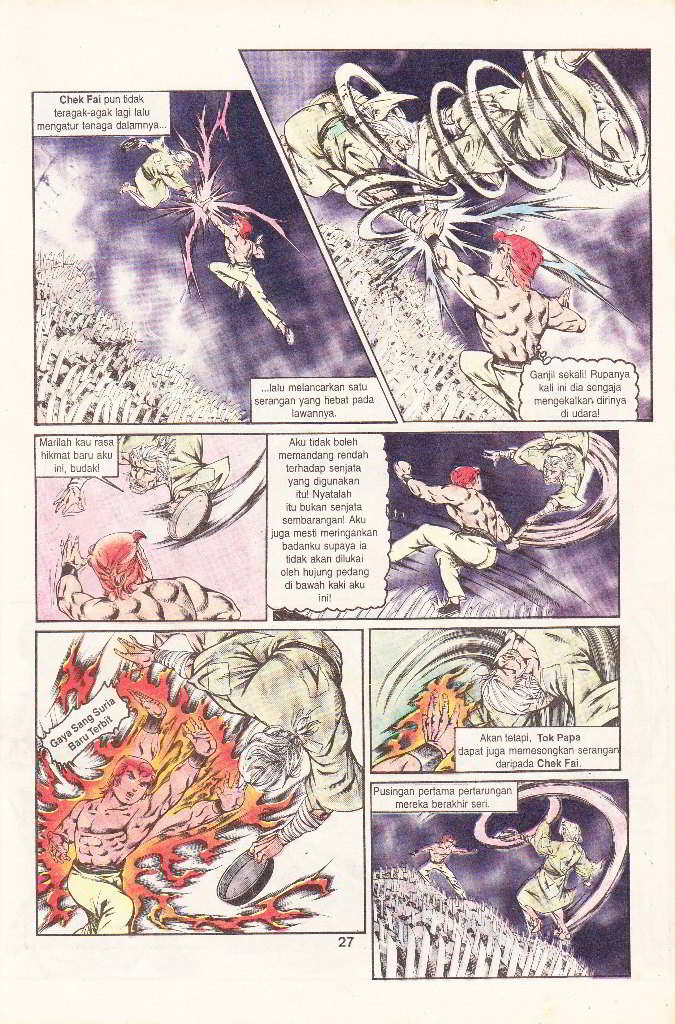 Chek Fai pun tidak
teragak-agak lagi lalu
mengatur tenaga dalamnya...
...lalu melancarkan satu
serangan yang hebat pada
lawannya.
Ganjil sekali! Rupanya
kali ini dia sengaja
mengekalkan dirinya
di udara!
Marilah kau rasa
hikmat baru aku
ini, budak!
Aku tidak boleh
memandang rendah
terhadap senjata
yang digunakan
itu! Nyatalah
itu bukan senjata
sembarangan! Aku
juga mesti meringankan
badanku supaya ia
tidak akan dilukai
oleh hujung pedang
di bawah kaki aku
ini!
Gaya Sang Suria
Baru Terbit
Akan tetapi, Tok Papa
dapat juga memesongkan serangan
daripada Chek Fai.
Pusingan pertama pertarungan
mereka berakhir seri.
27